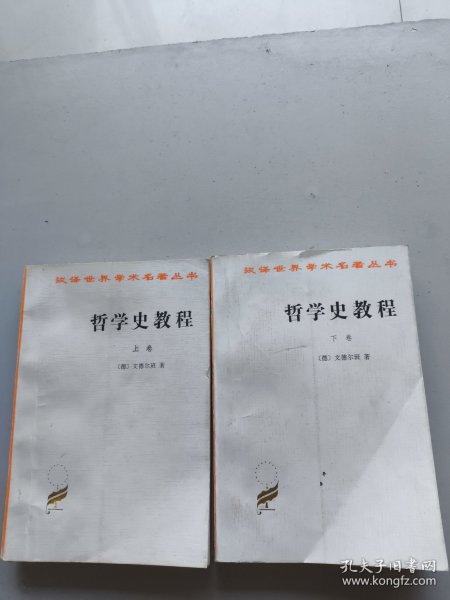 汉译世界学术名著丛书
哲学史教程
上卷
〔德〕文德尔班 著
汉译世界学术名著丛书
哲学史教程
下卷
〔德〕文德尔班 著
孔夫子旧书网
www.kongfz.com